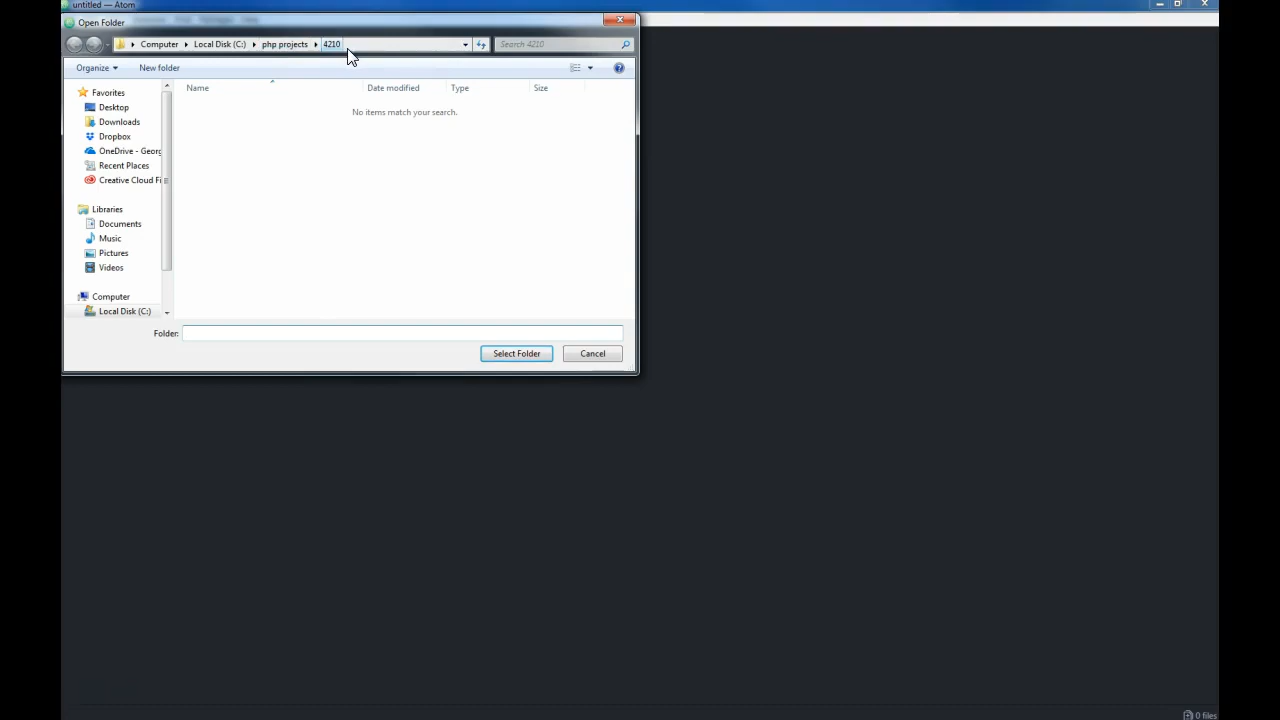 untitled — Atom
Open Folder
Computer Local Disk (C:) php projects 4210
Search 4210
Organize New folder
Name Date modified Type Size
No items match your search.
Favorites
Desktop
Downloads
Dropbox
OneDrive - Georg
Recent Places
Creative Cloud Fi
Libraries
Documents
Music
Pictures
Videos
Computer
Local Disk (C:)
Folder:
Select Folder Cancel
0 files